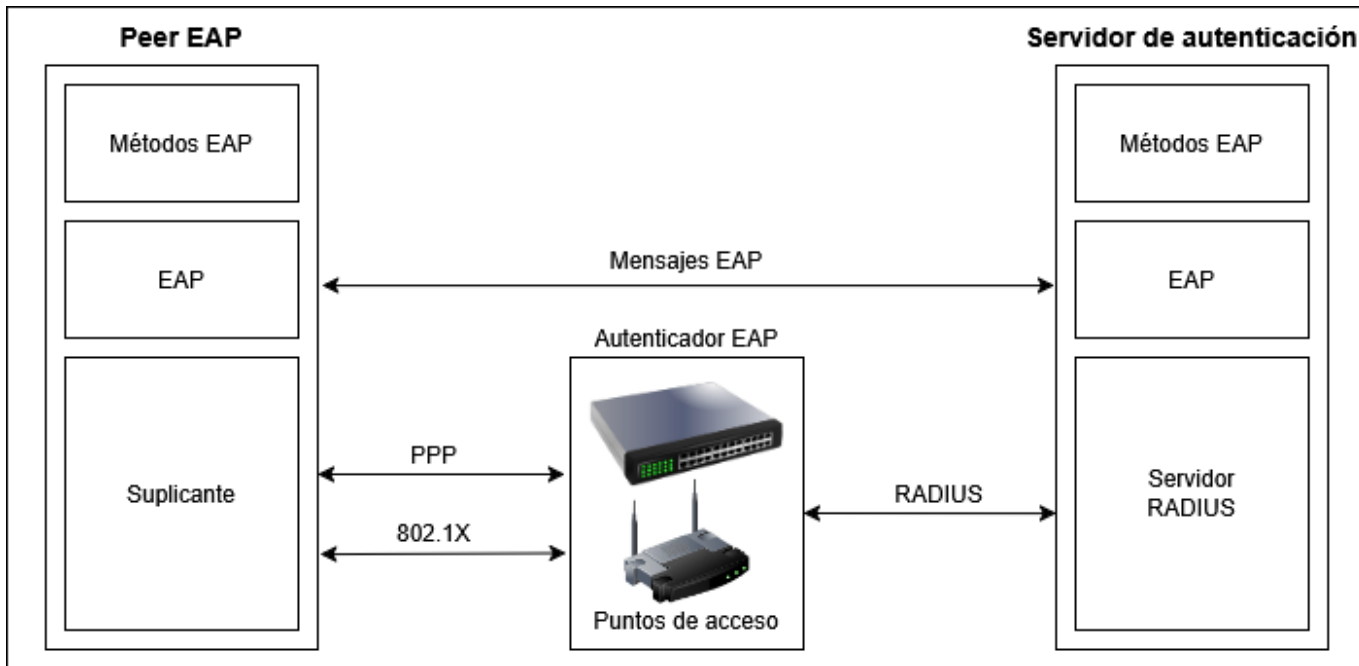 Peer EAP
Servidor de autenticación
Métodos EAP
Métodos EAP
EAP
Mensajes EAP
EAP
Autenticador EAP
Suplicante
PPP
802.1X
RADIUS
Servidor
RADIUS
Puntos de acceso